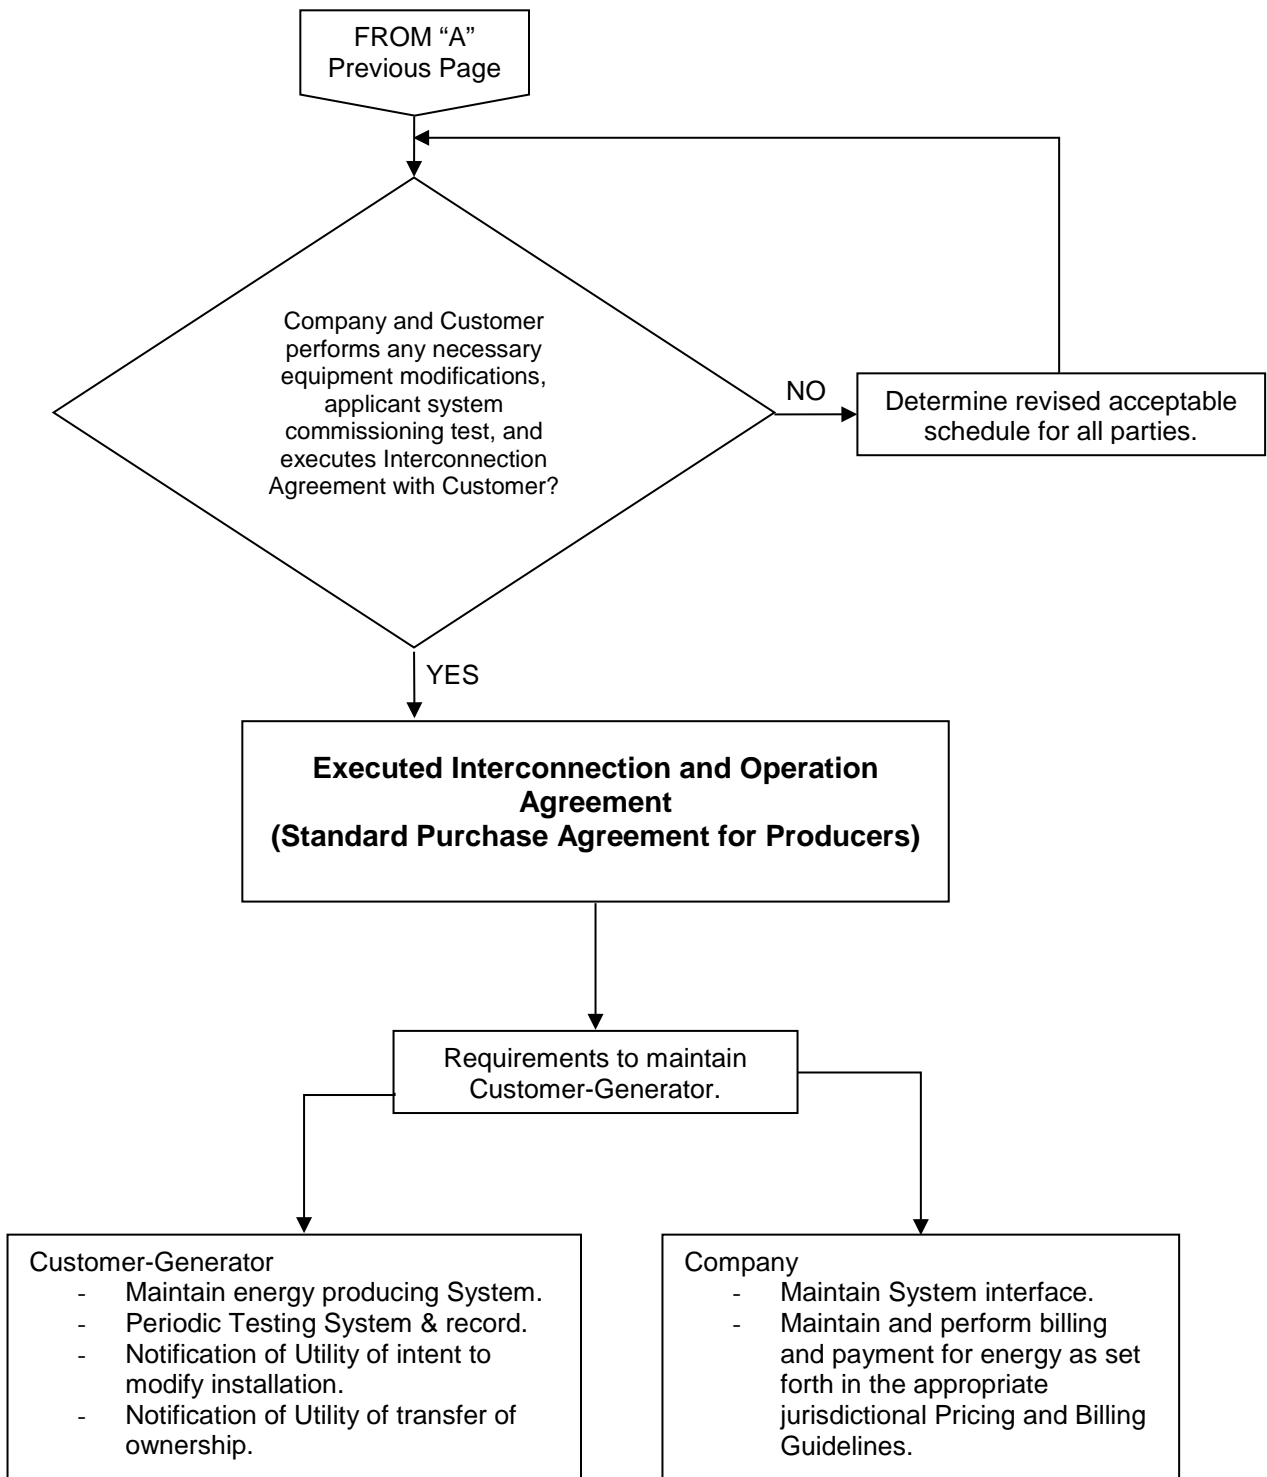 FROM “A”
Previous Page
Company and Customer
performs any necessary
equipment modifications,
applicant system
commissioning test, and
executes Interconnection
Agreement with Customer?
NO
Determine revised acceptable
schedule for all parties.
YES
Executed Interconnection and Operation
Agreement
(Standard Purchase Agreement for Producers)
Requirements to maintain
Customer-Generator.
Customer-Generator
- Maintain energy producing System.
- Periodic Testing System & record.
- Notification of Utility of intent to
modify installation.
- Notification of Utility of transfer of
ownership.
Company
- Maintain System interface.
- Maintain and perform billing
and payment for energy as set
forth in the appropriate
jurisdictional Pricing and Billing
Guidelines.